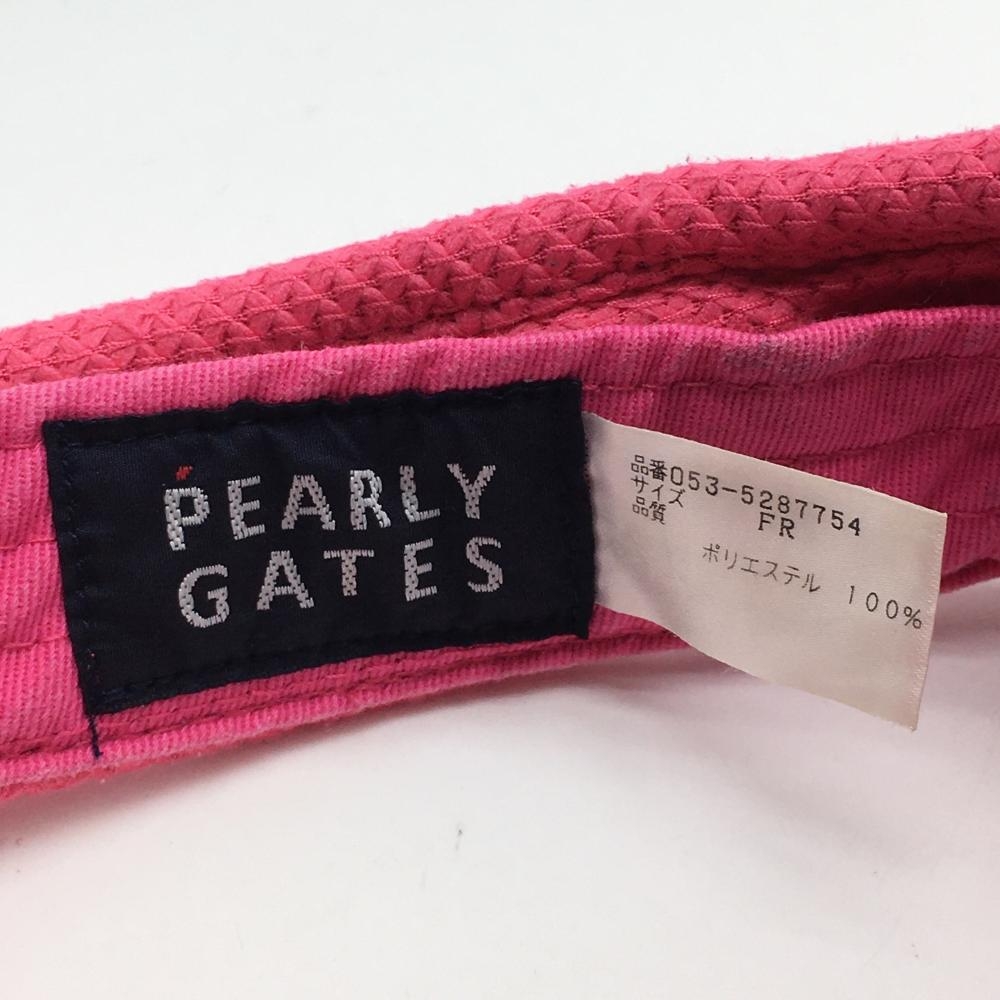 PEARLY
GATES
品番053-5287754
サイズ FR
品質
ポリエステル 100%